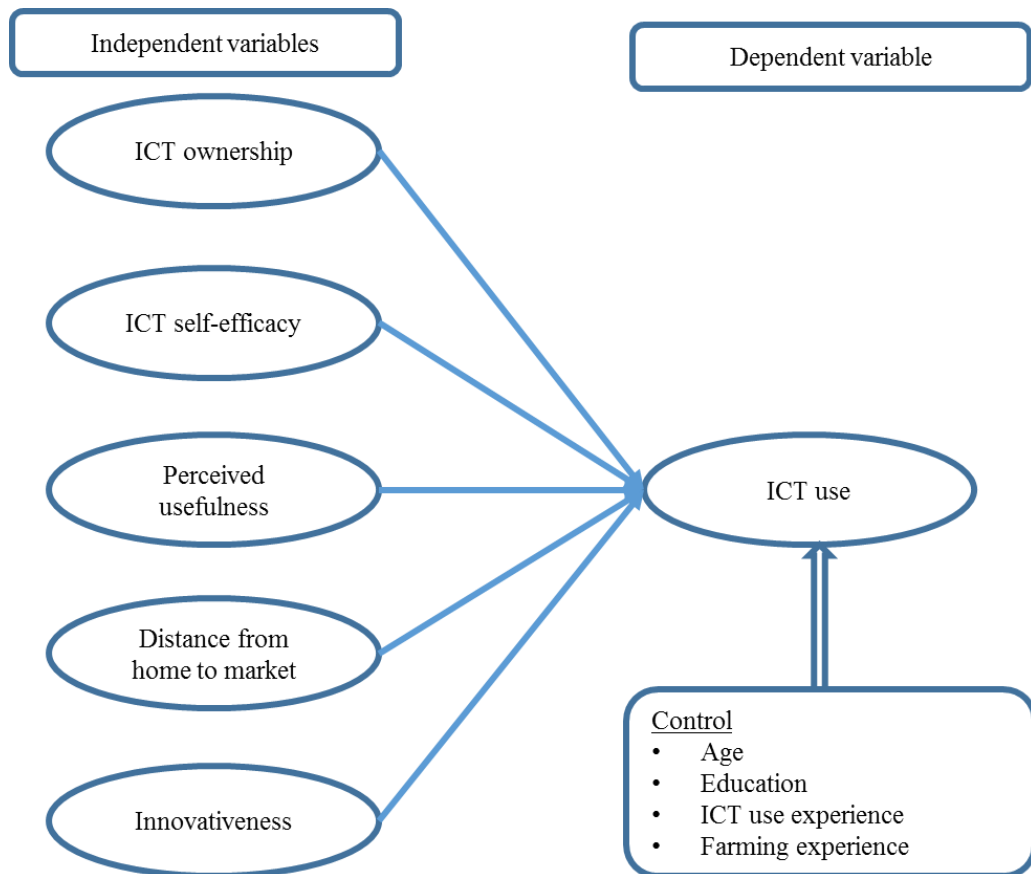 Independent variables
Dependent variable
ICT ownership
ICT self-efficacy
Perceived
usefulness
Distance from
home to market
Innovativeness
ICT use
Control
• Age
• Education
• ICT use experience
• Farming experience